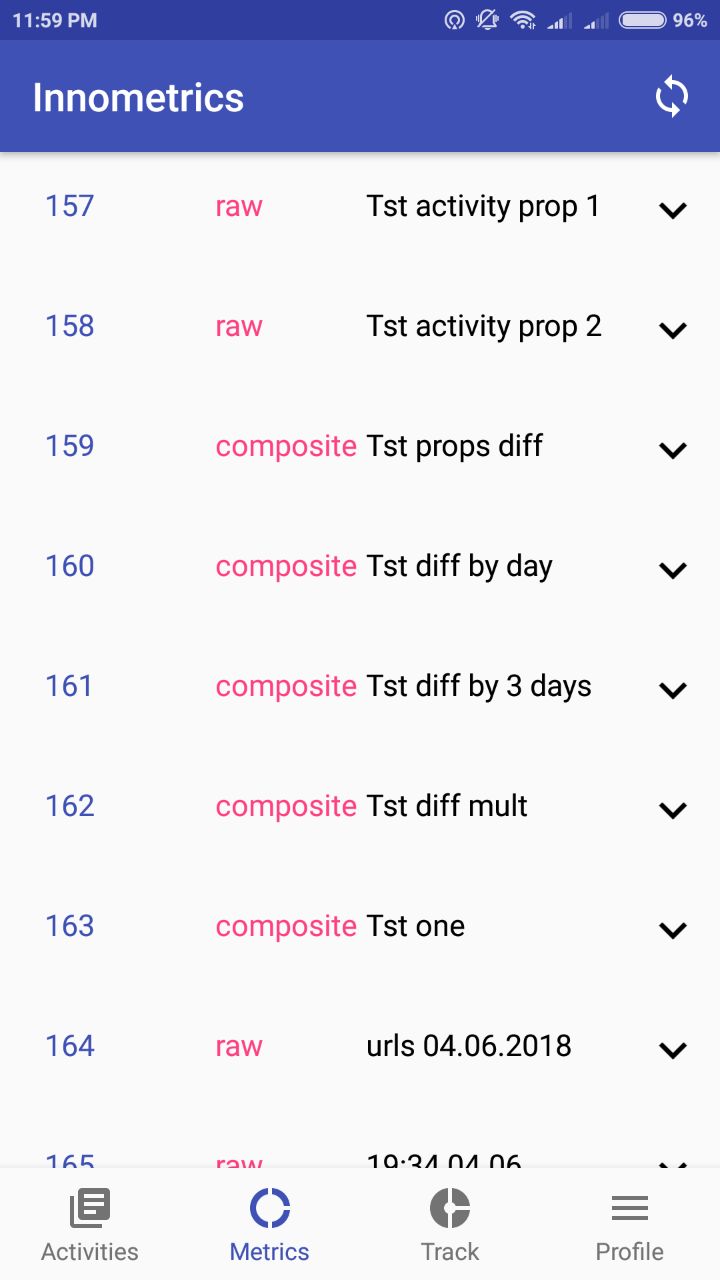 11:59 PM 96%
Innometrics
157 raw Tst activity prop 1
158 raw Tst activity prop 2
159 composite Tst props diff
160 composite Tst diff by day
161 composite Tst diff by 3 days
162 composite Tst diff mult
163 composite Tst one
164 raw urls 04.06.2018
165 raw 19:34 04.06
Activities Metrics Track Profile